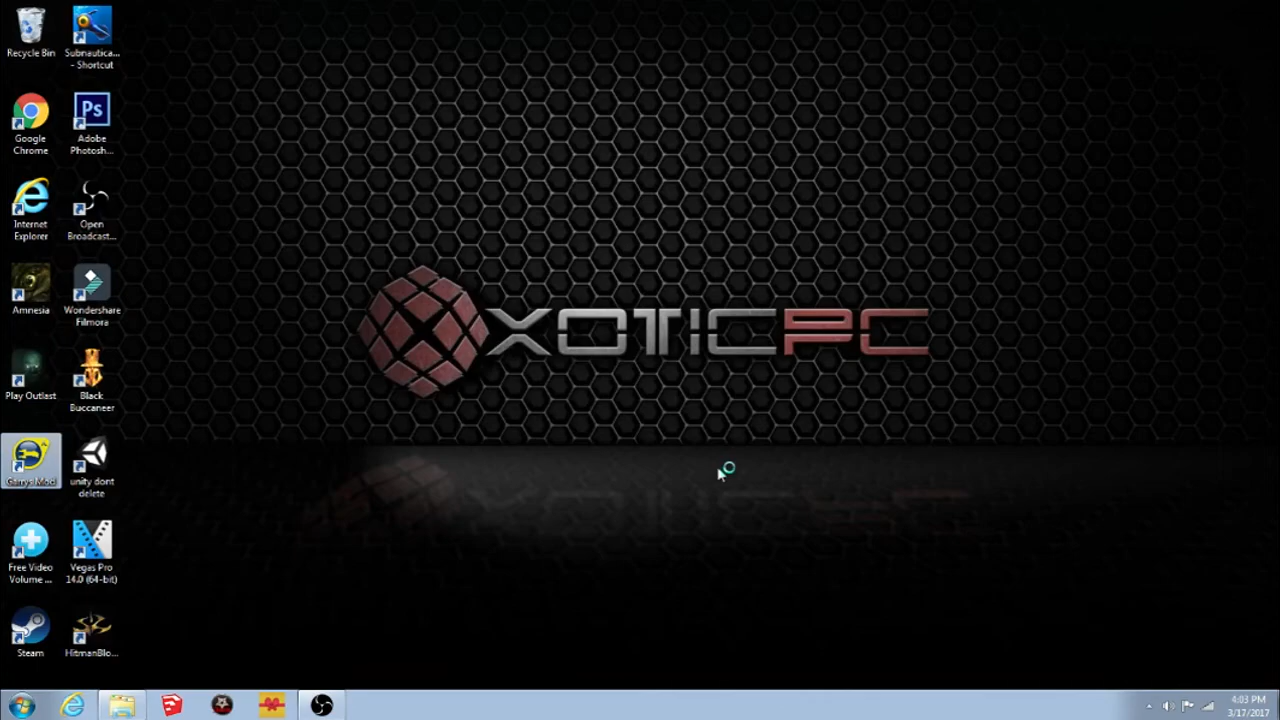 Recycle Bin
Subnautica...
- Shortcut
Google
Chrome
Ps
Adobe
Photosh...
Internet
Explorer
Open
Broadcast...
Amnesia
Wondershare
Filmora
Play Outlast
Black
Buccaneer
Garrys Mod
unity dont
delete
Free Video
Volume ...
Vegas Pro
14.0 (64-bit)
Steam
HitmanBlo...
XOTICPC
4:03 PM
3/17/2017